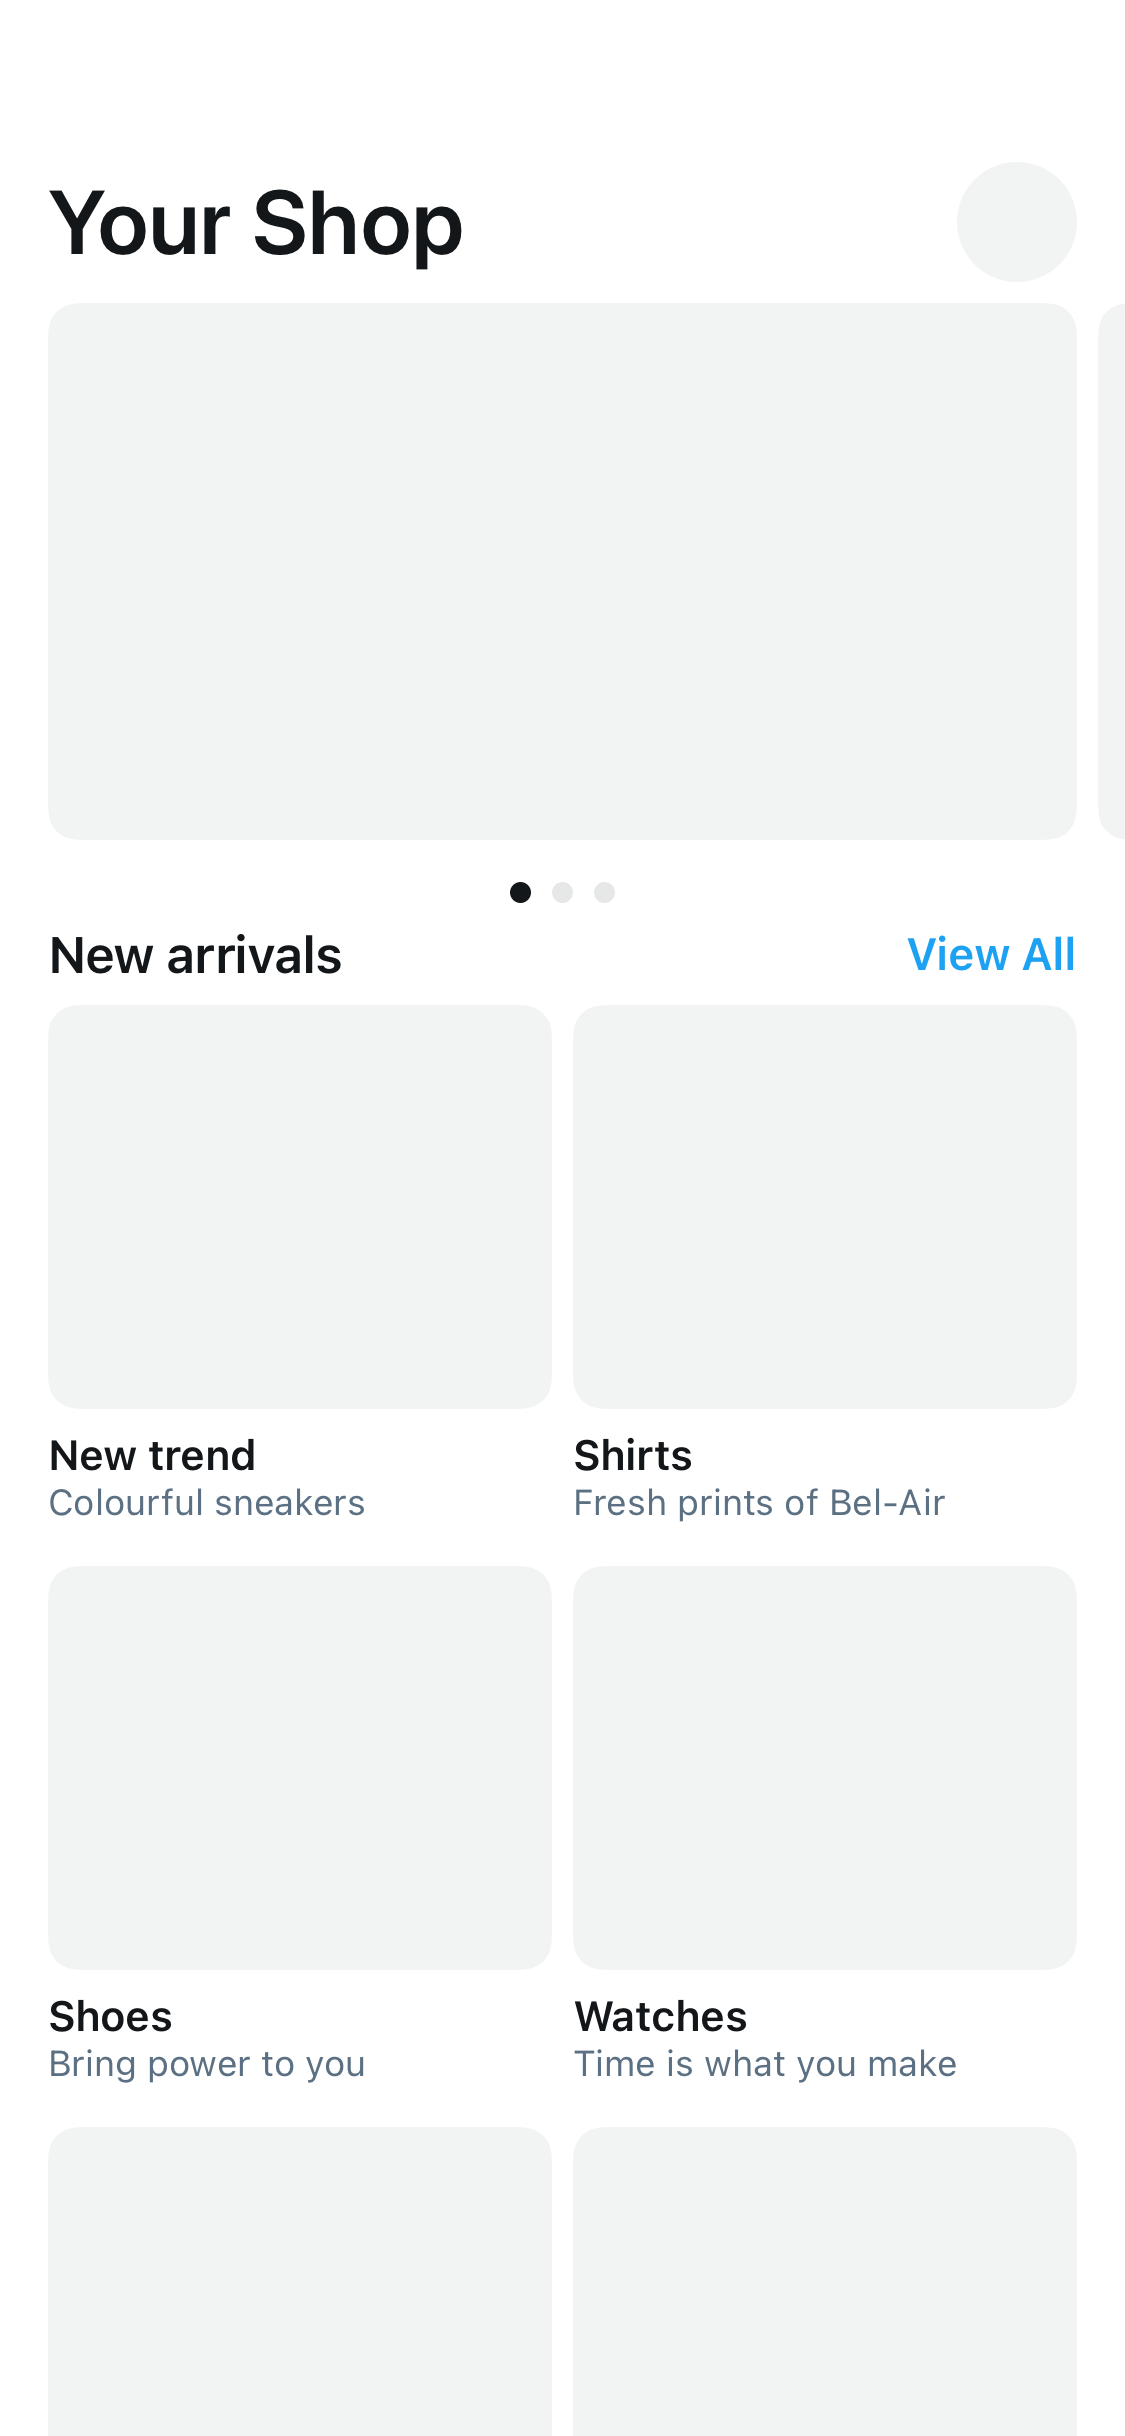 Your Shop
New arrivals
View All
New trend
Colourful sneakers
Shirts
Fresh prints of Bel-Air
Shoes
Bring power to you
Watches
Time is what you make